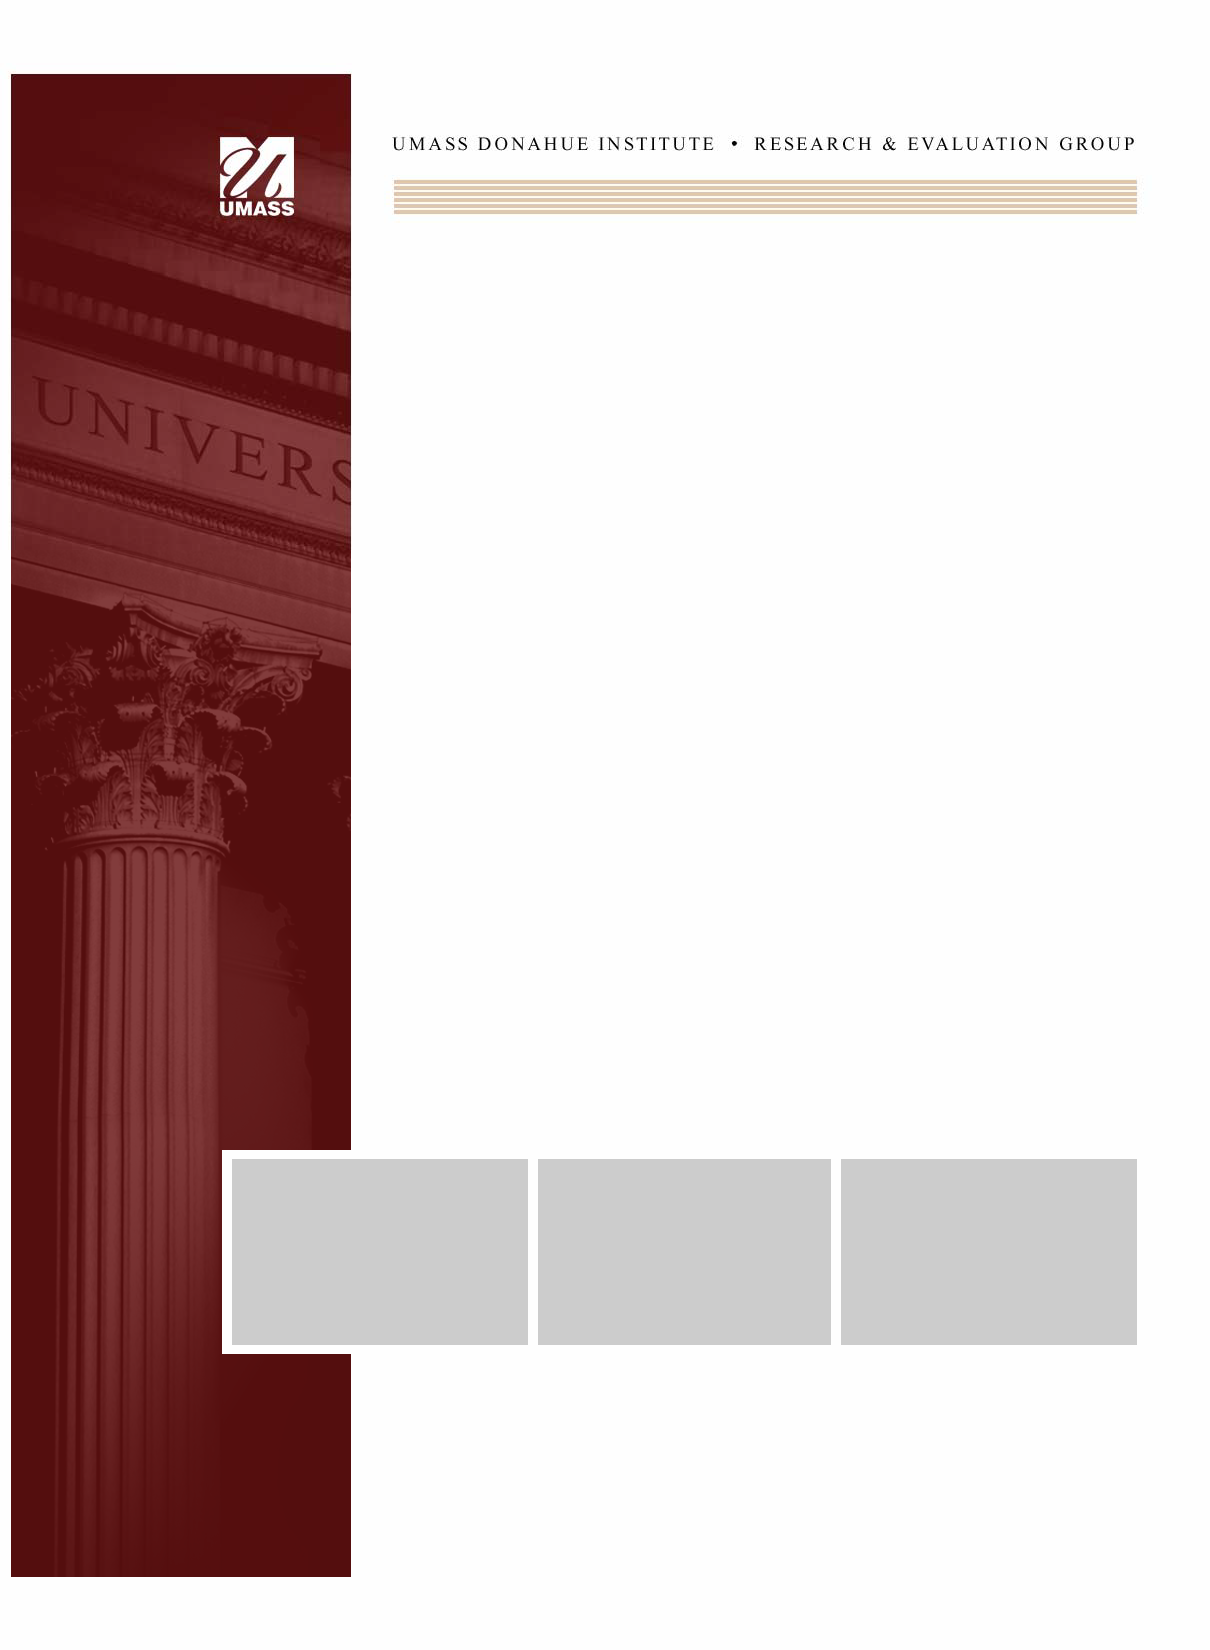 UMASS DONAHUE INSTITUTE • RESEARCH & EVALUATION GROUP
UMASS
UNIVERS